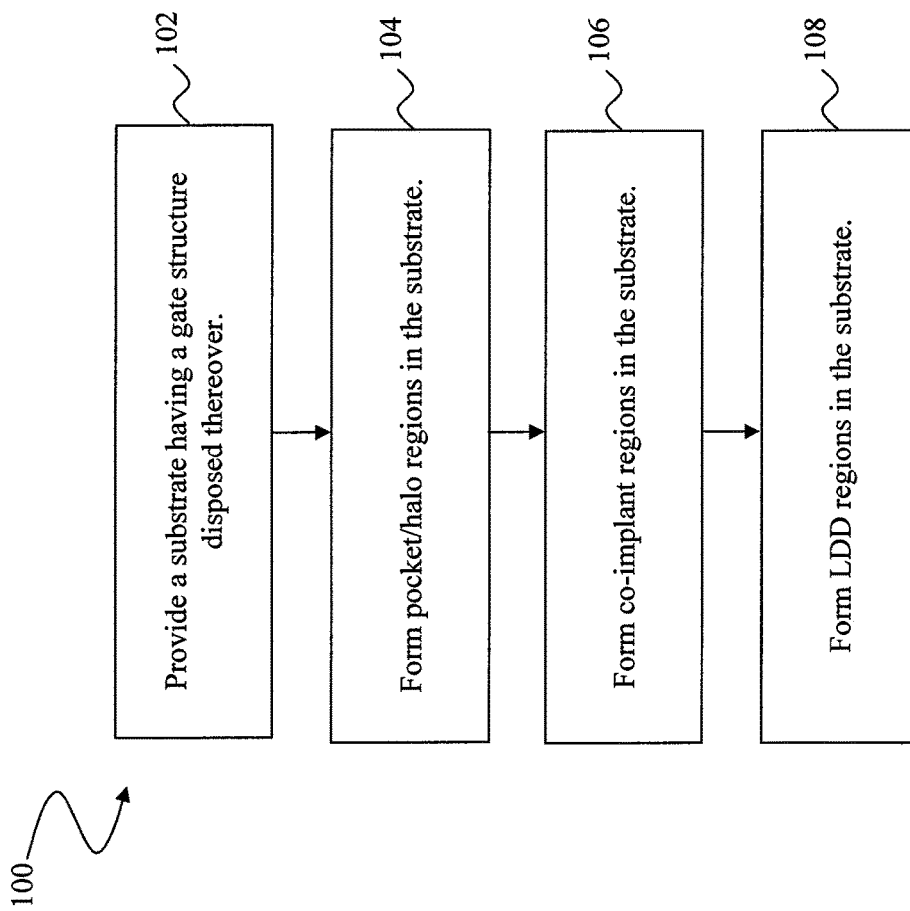 100
Provide a substrate having a gate structure
disposed thereover.
102
Form pocket/halo regions in the substrate.
104
Form co-implant regions in the substrate.
106
Form LDD regions in the substrate.
108